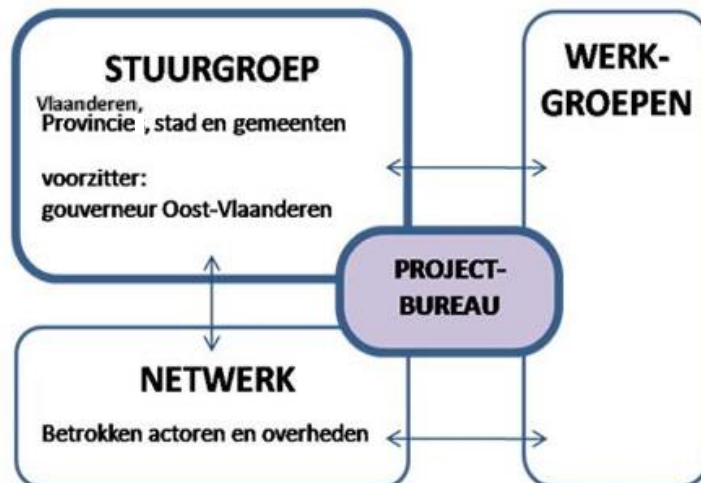 STUURGROEP
Vlaanderen,
Provincie , stad en gemeenten
voorzitter:
gouverneur Oost-Vlaanderen
WERK-
GROEPEN
PROJECT-
BUREAU
NETWERK
Betrokken actoren en overheden